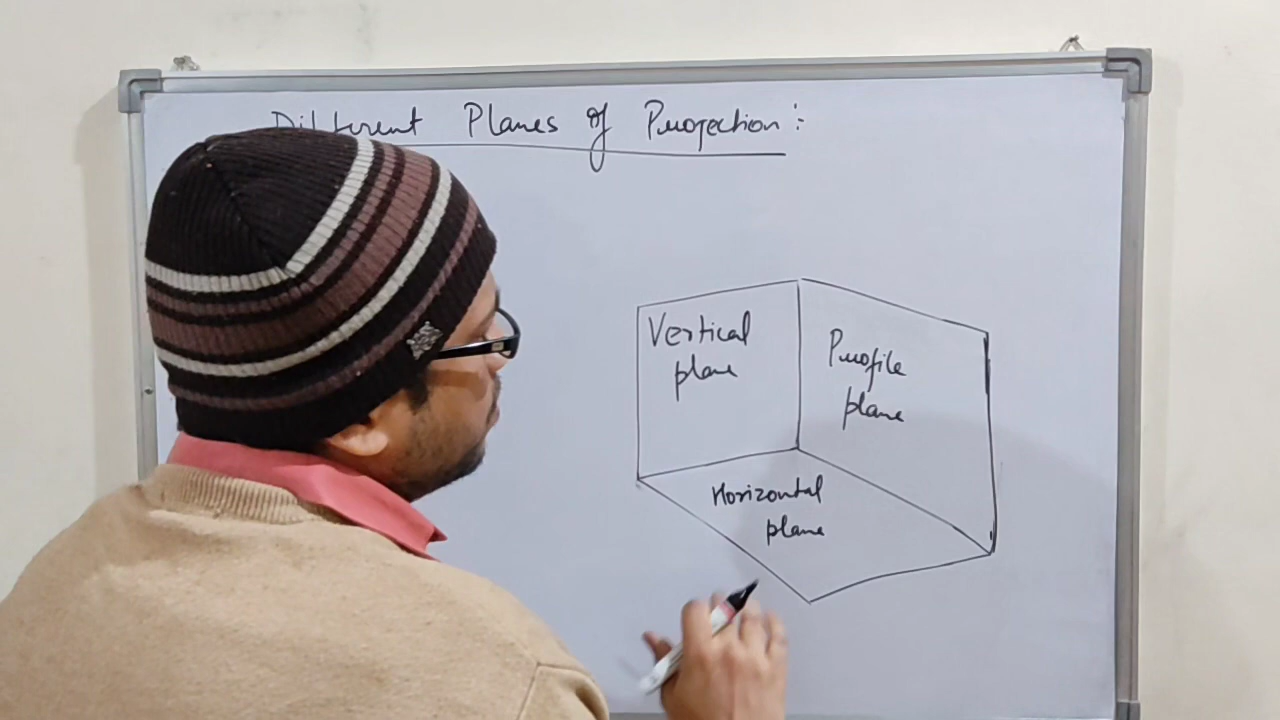 Different Planes of Projection:
Vertical
plane
Profile
plane
Horizontal
plane